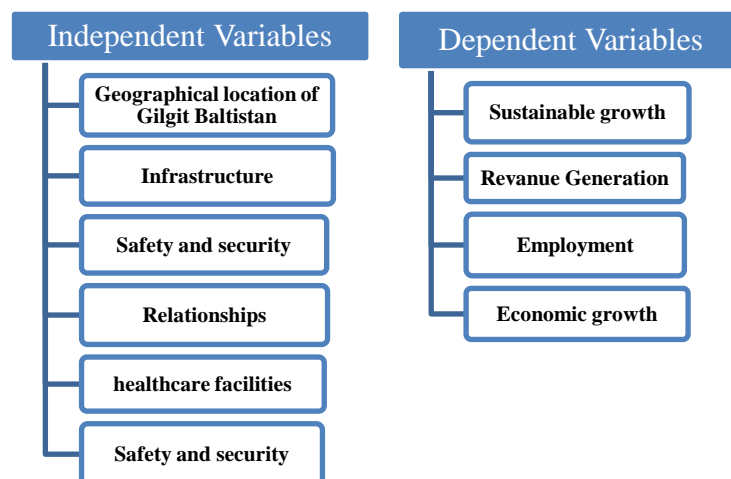 Independent Variables
Geographical location of
Gilgit Baltistan
Infrastructure
Safety and security
Relationships
healthcare facilities
Safety and security
Dependent Variables
Sustainable growth
Revanue Generation
Employment
Economic growth